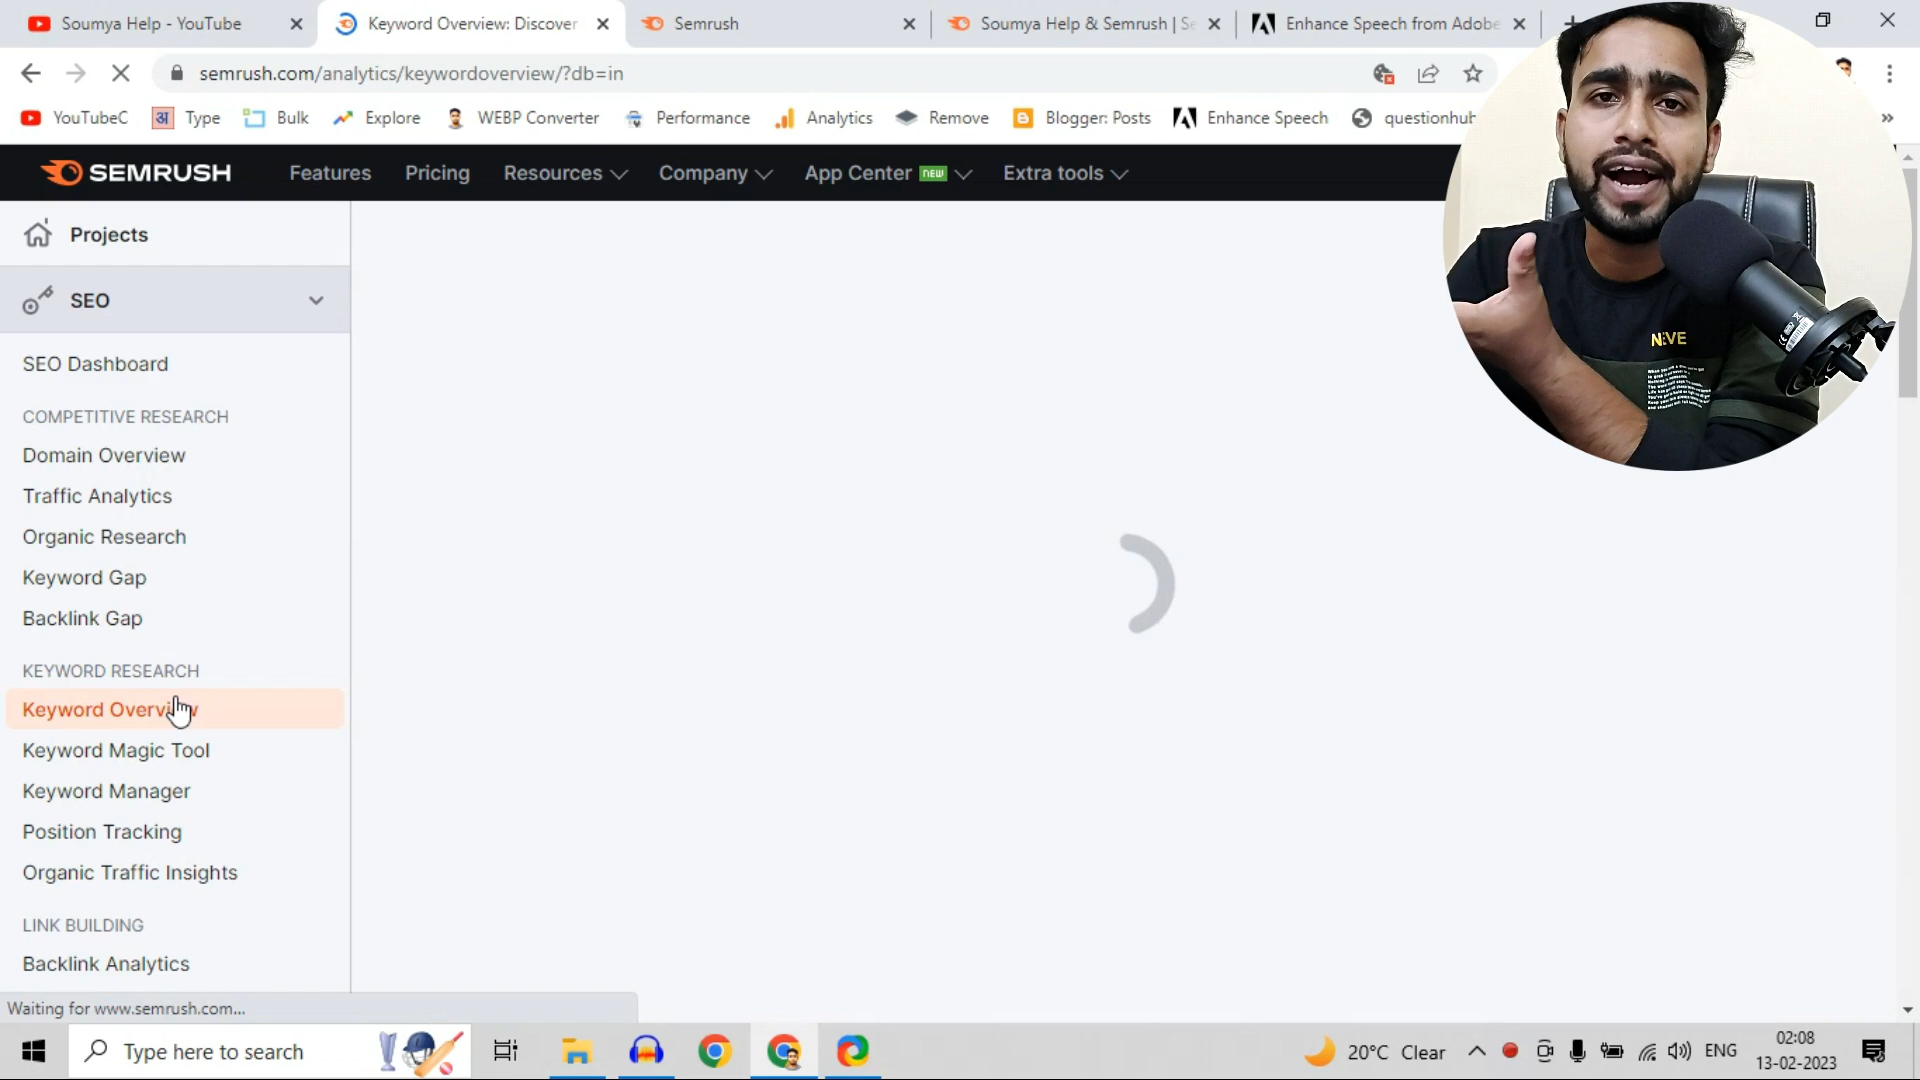 Soumya Help - YouTube
Keyword Overview: Discover
Semrush
Soumya Help & Semrush | Se
Enhance Speech from Adobe
semrush.com/analytics/keywordoverview/?db=in
YouTubeC
अ Type
Bulk
Explore
WEBP Converter
Performance
Analytics
Remove
Blogger: Posts
Enhance Speech
questionhub
SEMRUSH
Features
Pricing
Resources
Company
App Center new
Extra tools
Projects
SEO
SEO Dashboard
COMPETITIVE RESEARCH
Domain Overview
Traffic Analytics
Organic Research
Keyword Gap
Backlink Gap
KEYWORD RESEARCH
Keyword Overview
Keyword Magic Tool
Keyword Manager
Position Tracking
Organic Traffic Insights
LINK BUILDING
Backlink Analytics
Waiting for www.semrush.com...
Type here to search
20°C Clear
ENG
02:08
13-02-2023